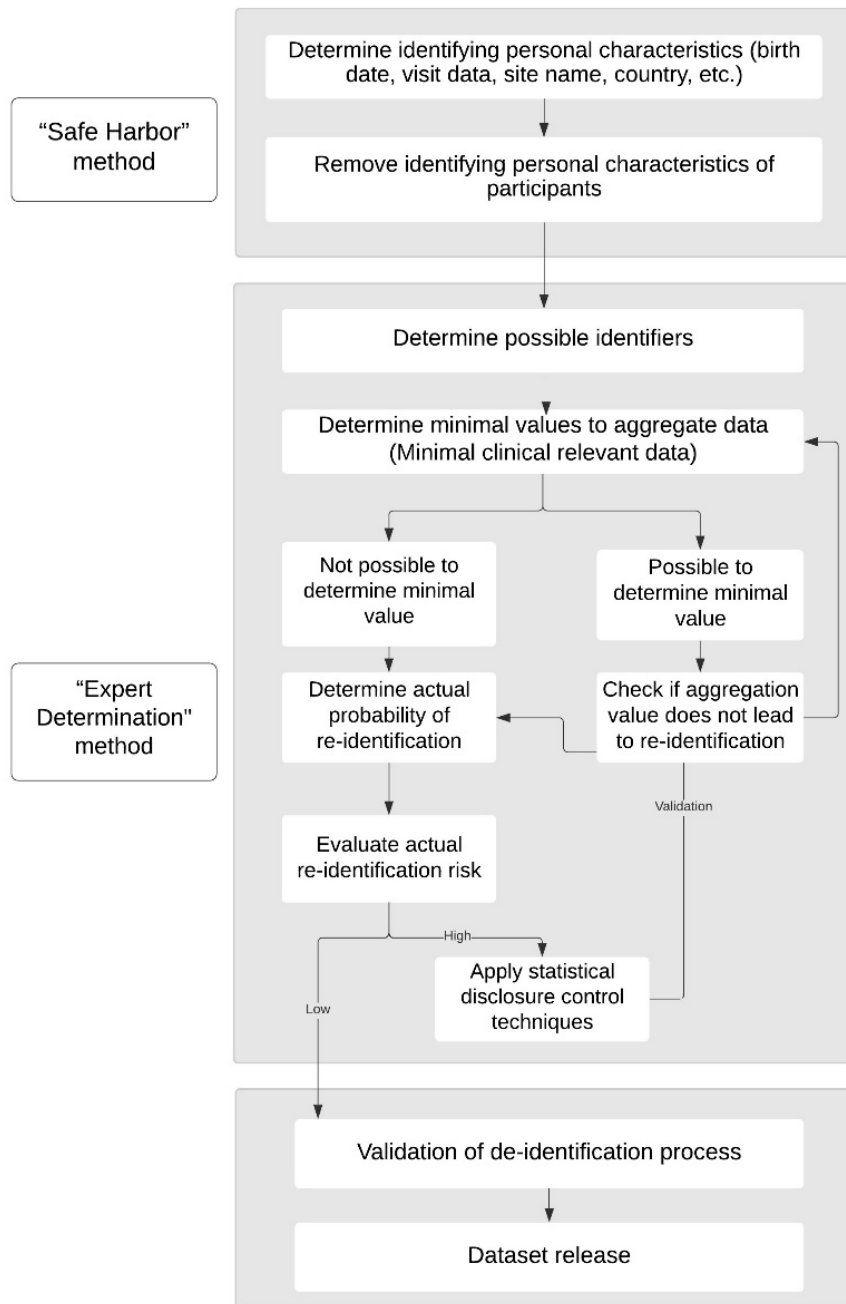 Determine identifying personal characteristics (birth
date, visit data, site name, country, etc.)
“Safe Harbor”
method
Remove identifying personal characteristics of
participants
Determine possible identifiers
Determine minimal values to aggregate data
(Minimal clinical relevant data)
Not possible to
determine minimal
value
Possible to
determine minimal
value
“Expert
Determination"
method
Determine actual
probability of
re-identification
Check if aggregation
value does not lead
to re-identification
Validation
Evaluate actual
re-identification risk
High
Low
Apply statistical
disclosure control
techniques
Validation of de-identification process
Dataset release